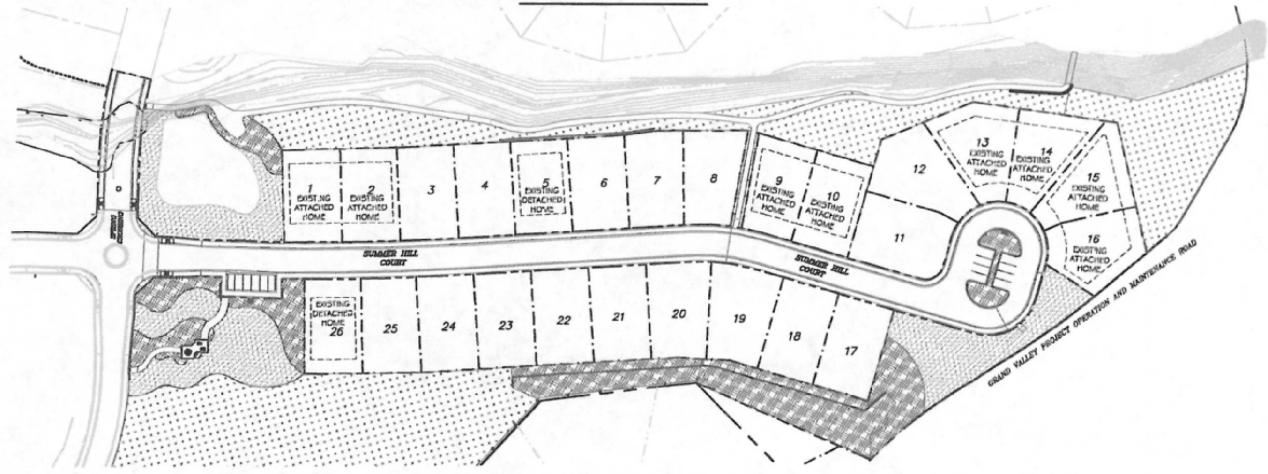 1
EXISTING
ATTACHED
HOME
2
EXISTING
ATTACHED
HOME
3
4
5
EXISTING
DETACHED
HOME
6
7
8
9
EXISTING
ATTACHED
HOME
10
EXISTING
ATTACHED
HOME
11
12
13
EXISTING
ATTACHED
HOME
14
EXISTING
ATTACHED
HOME
15
EXISTING
ATTACHED
HOME
16
EXISTING
ATTACHED
HOME
SUMMER HILL
COURT
SUMMER HILL
COURT
EXISTING
DETACHED
HOME
26
25
24
23
22
21
20
19
18
17
GRAND VALLEY PROJECT OPERATION AND MAINTENANCE ROAD